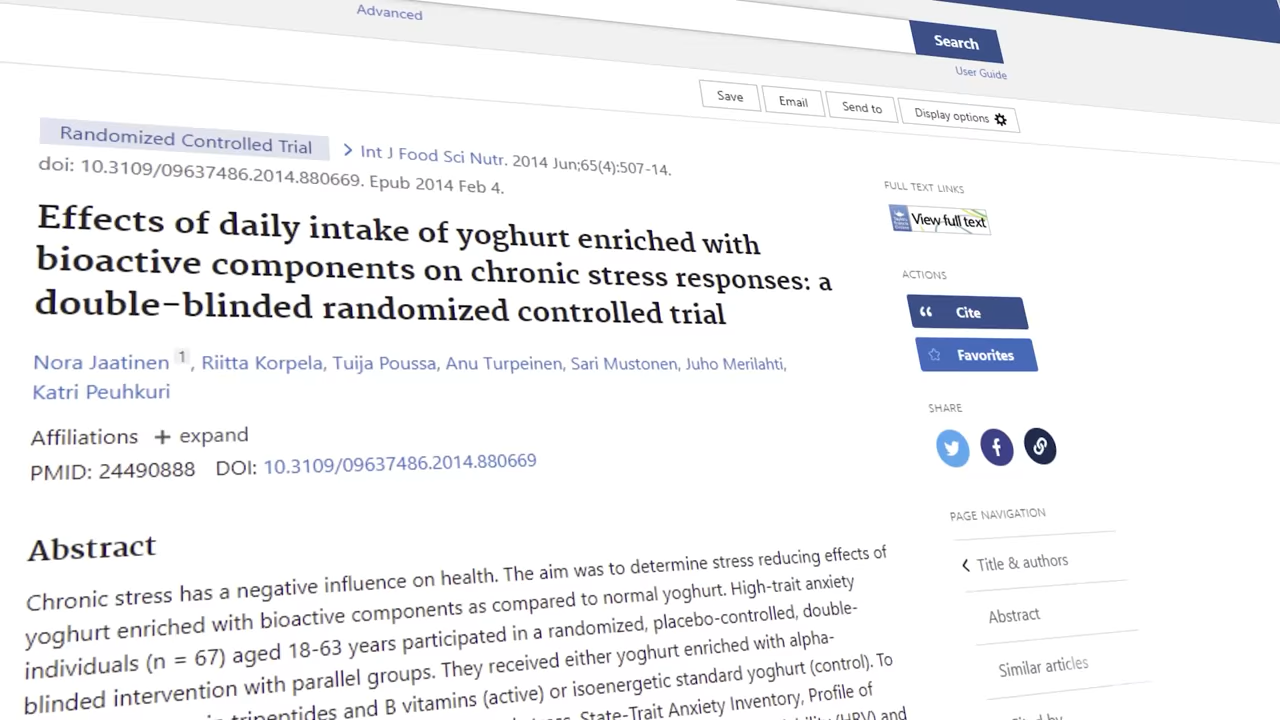 Advanced
Search
User Guide
Save
Email
Send to
Display options
Randomized Controlled Trial
Int J Food Sci Nutr. 2014 Jun;65(4):507-14.
doi: 10.3109/09637486.2014.880669. Epub 2014 Feb 4.
Effects of daily intake of yoghurt enriched with
bioactive components on chronic stress responses: a
double-blinded randomized controlled trial
Nora Jaatinen 1, Riitta Korpela, Tuija Poussa, Anu Turpeinen, Sari Mustonen, Juho Merilahti,
Katri Peuhkuri
Affiliations + expand
PMID: 24490888 DOI: 10.3109/09637486.2014.880669
Abstract
Chronic stress has a negative influence on health. The aim was to determine stress reducing effects of
yoghurt enriched with bioactive components as compared to normal yoghurt. High-trait anxiety
individuals (n = 67) aged 18-63 years participated in a randomized, placebo-controlled, double-
blinded intervention with parallel groups. They received either yoghurt enriched with alpha-
tripeptides and B vitamins (active) or isoenergetic standard yoghurt (control). To
stress, State-Trait Anxiety Inventory, Profile of
(HRV) and
FULL TEXT LINKS
View full text
ACTIONS
Cite
Favorites
SHARE
PAGE NAVIGATION
Title & authors
Abstract
Similar articles
Cited by